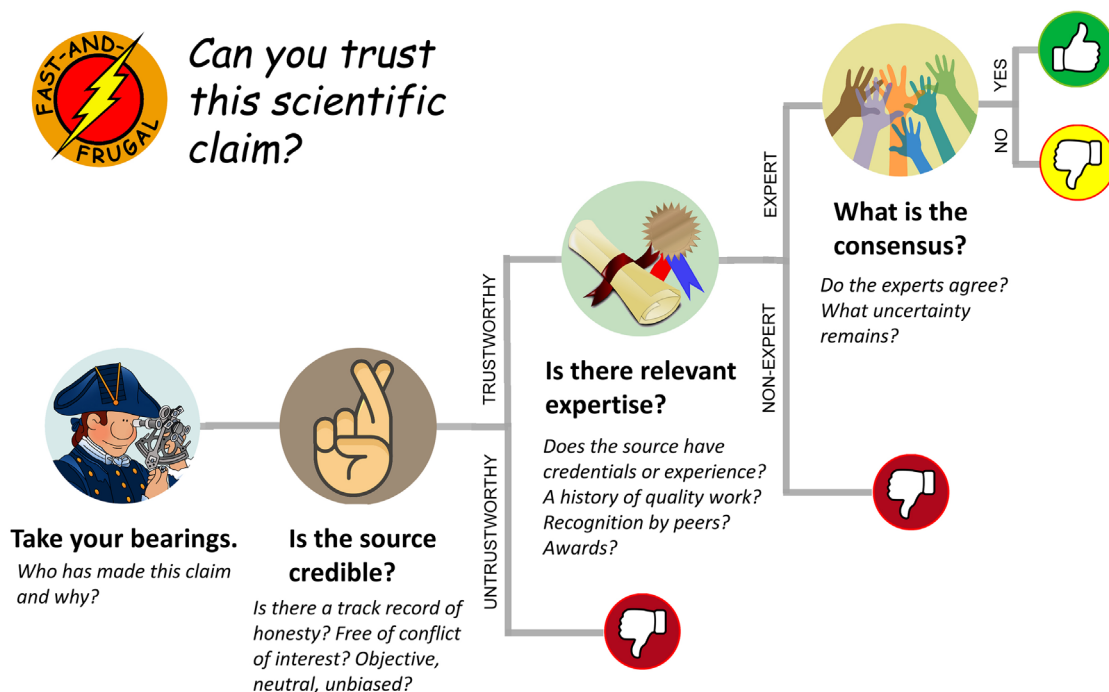 FAST-AND-
FRUGAL
Can you trust
this scientific
claim?
Take your bearings.
Who has made this claim
and why?
Is the source
credible?
Is there a track record of
honesty? Free of conflict
of interest? Objective,
neutral, unbiased?
TRUSTWORTHY
UNTRUSTWORTHY
Is there relevant
expertise?
Does the source have
credentials or experience?
A history of quality work?
Recognition by peers?
Awards?
EXPERT
NON-EXPERT
What is the
consensus?
Do the experts agree?
What uncertainty
remains?
YES
NO